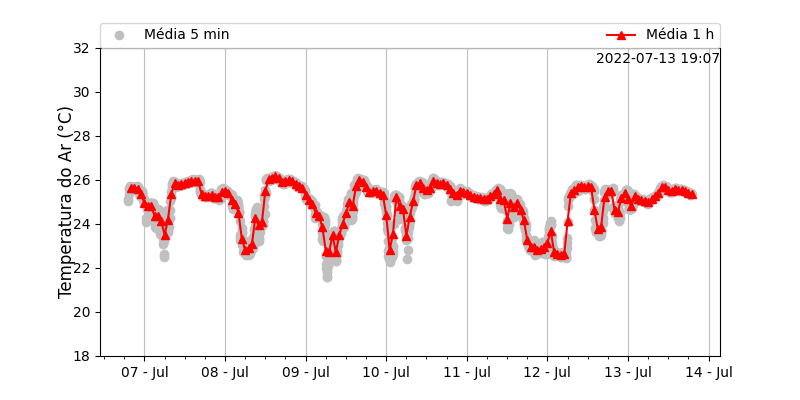 Média 5 min
Média 1 h
2022-07-13 19:07
Temperatura do Ar (°C)
32
30
28
26
24
22
20
18
07 - Jul
08 - Jul
09 - Jul
10 - Jul
11 - Jul
12 - Jul
13 - Jul
14 - Jul